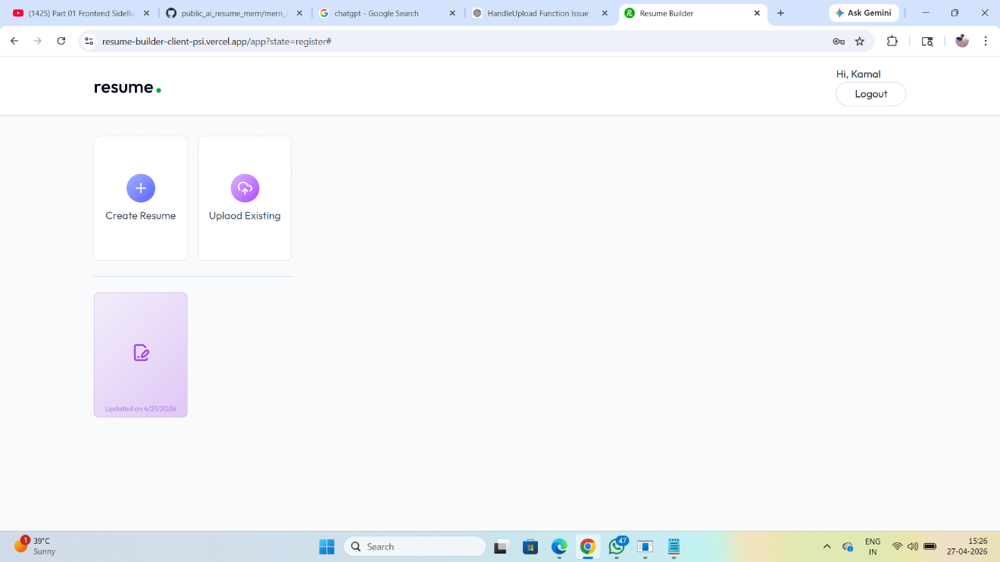 (1425) Part 01 Frontend SideBa
public_ai_resume_mern/mern_a
chatgpt - Google Search
HandleUpload Function Issue
Resume Builder
Ask Gemini
resume-builder-client-psi.vercel.app/app?state=register#
resume.
Hi, Kamal
Logout
Create Resume
Uplaod Existing
Updated on 4/21/2026
1
39°C
Sunny
Search
47
ENG
IN
15:26
27-04-2026